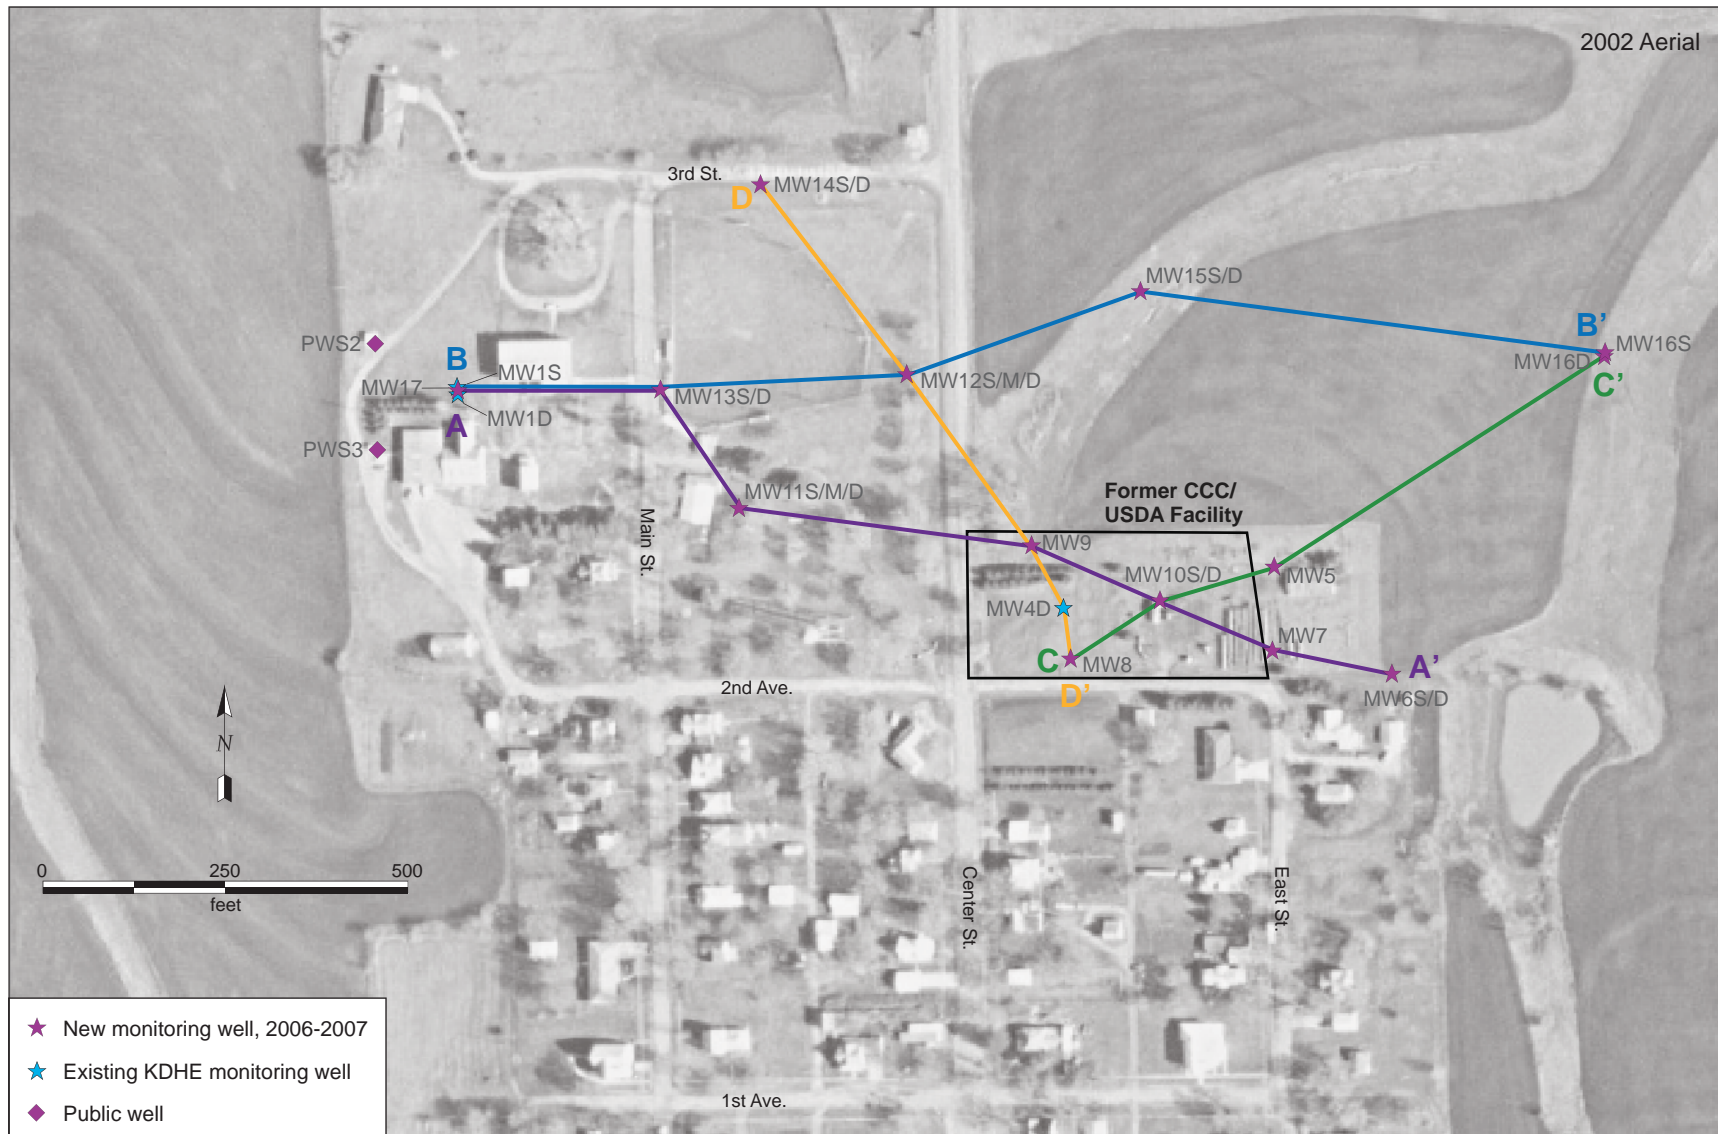 2002 Aerial
3rd St.
D
MW14S/D
MW15S/D
PWS2
B
MW1S
MW17
MW1D
A
MW13S/D
MW12S/M/D
B’
MW16S
MW16D
C’
PWS3
MW11S/M/D
Main St.
Former CCC/
USDA Facility
MW9
MW10S/D
MW5
MW4D
MW7
C
MW8
A’
MW6S/D
D’
2nd Ave.
N
0
250
500
feet
Center St.
East St.
New monitoring well, 2006-2007
Existing KDHE monitoring well
Public well
1st Ave.